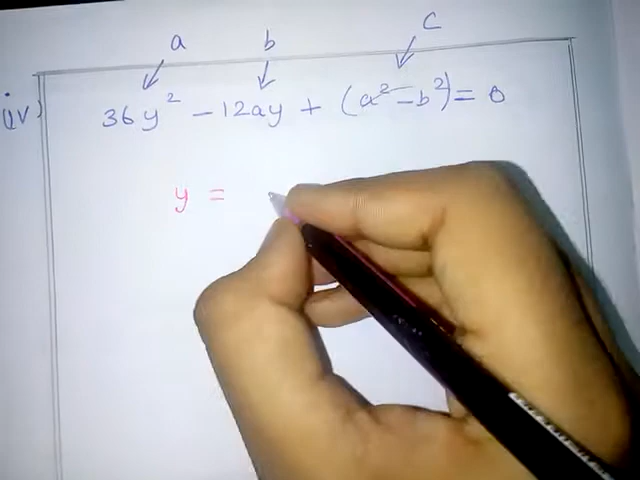 a b c
(iv) 36y² − 12ay + (a² − b²) = 0
y =